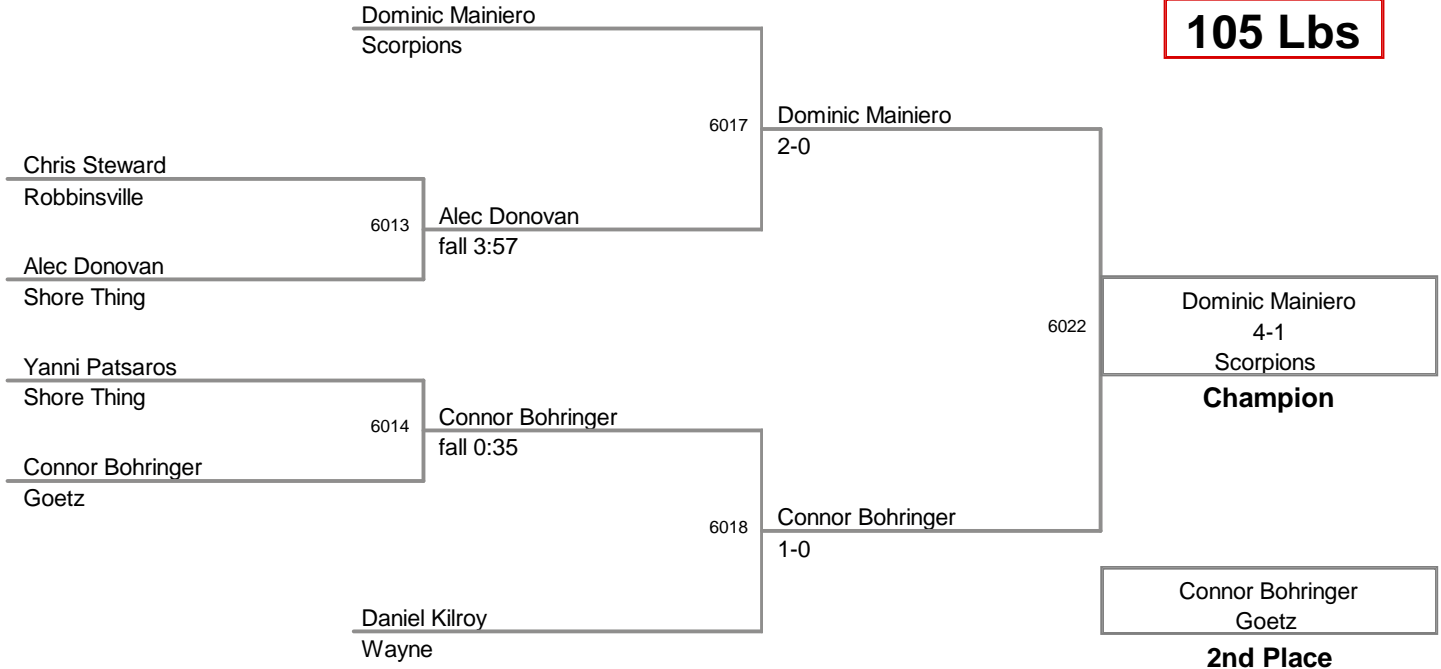 Dominic Mainiero
Scorpions
105 Lbs
6017
Dominic Mainiero
2-0
Chris Steward
Robbinsville
6013
Alec Donovan
fall 3:57
Alec Donovan
Shore Thing
6022
Dominic Mainiero
4-1
Scorpions
Champion
Yanni Patsaros
Shore Thing
6014
Connor Bohringer
fall 0:35
Connor Bohringer
Goetz
6018
Connor Bohringer
1-0
Daniel Kilroy
Wayne
Connor Bohringer
Goetz
2nd Place